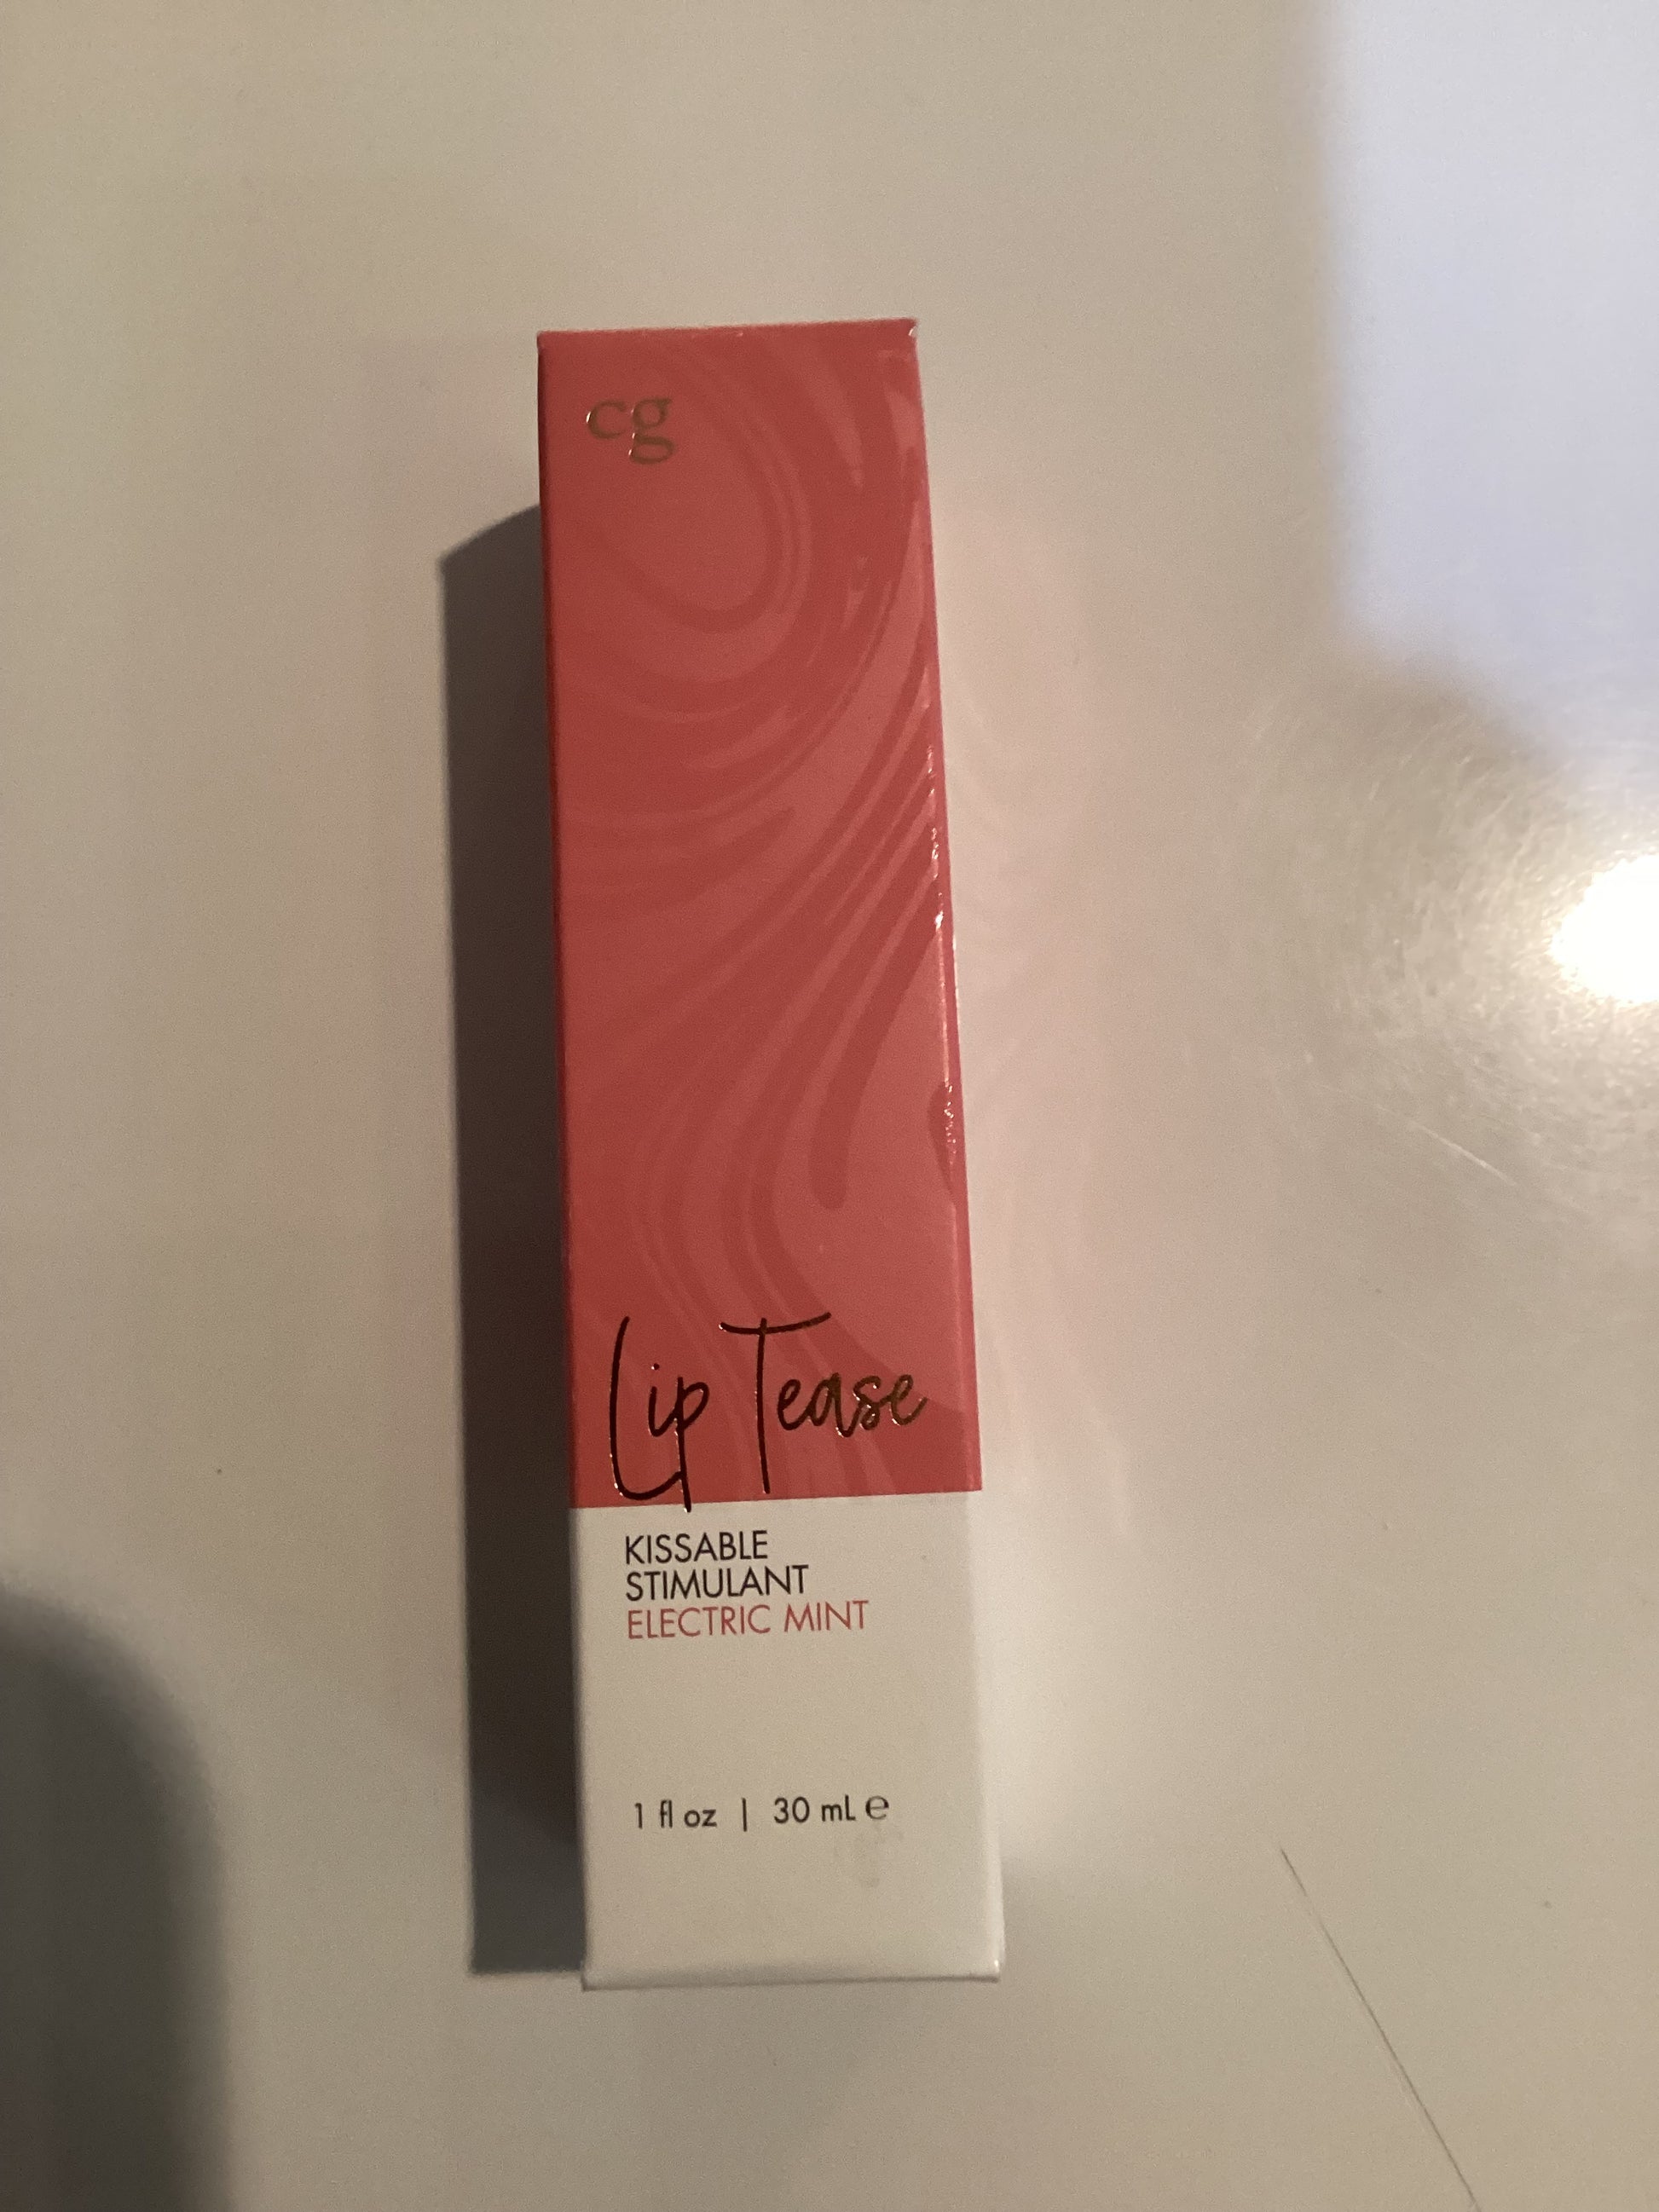 cg
Lip Tease
KISSABLE
STIMULANT
ELECTRIC MINT
1 fl oz | 30 mL ℮